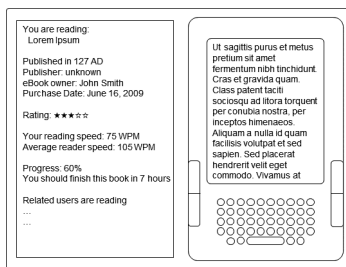 You are reading:
Lorem Ipsum
Published in 127 AD
Publisher: unknown
eBook owner: John Smith
Purchase Date: June 16, 2009
Rating: ★★★☆☆
Your reading speed: 75 WPM
Average reader speed: 105 WPM
Progress: 60%
You should finish this book in 7 hours
Related users are reading
...
...
Ut sagittis purus et metus
pretium sit amet
fermentum nibh tincidunt.
Cras et gravida quam.
Class patent taciti
sociosqu ad litora torquent
per conubia nostra, per
inceptos himenaeos.
Aliquam a nulla id quam
facilisis volutpat et sed
sapien. Sed placerat
hendrerit velit eget
commodo. Vivamus at